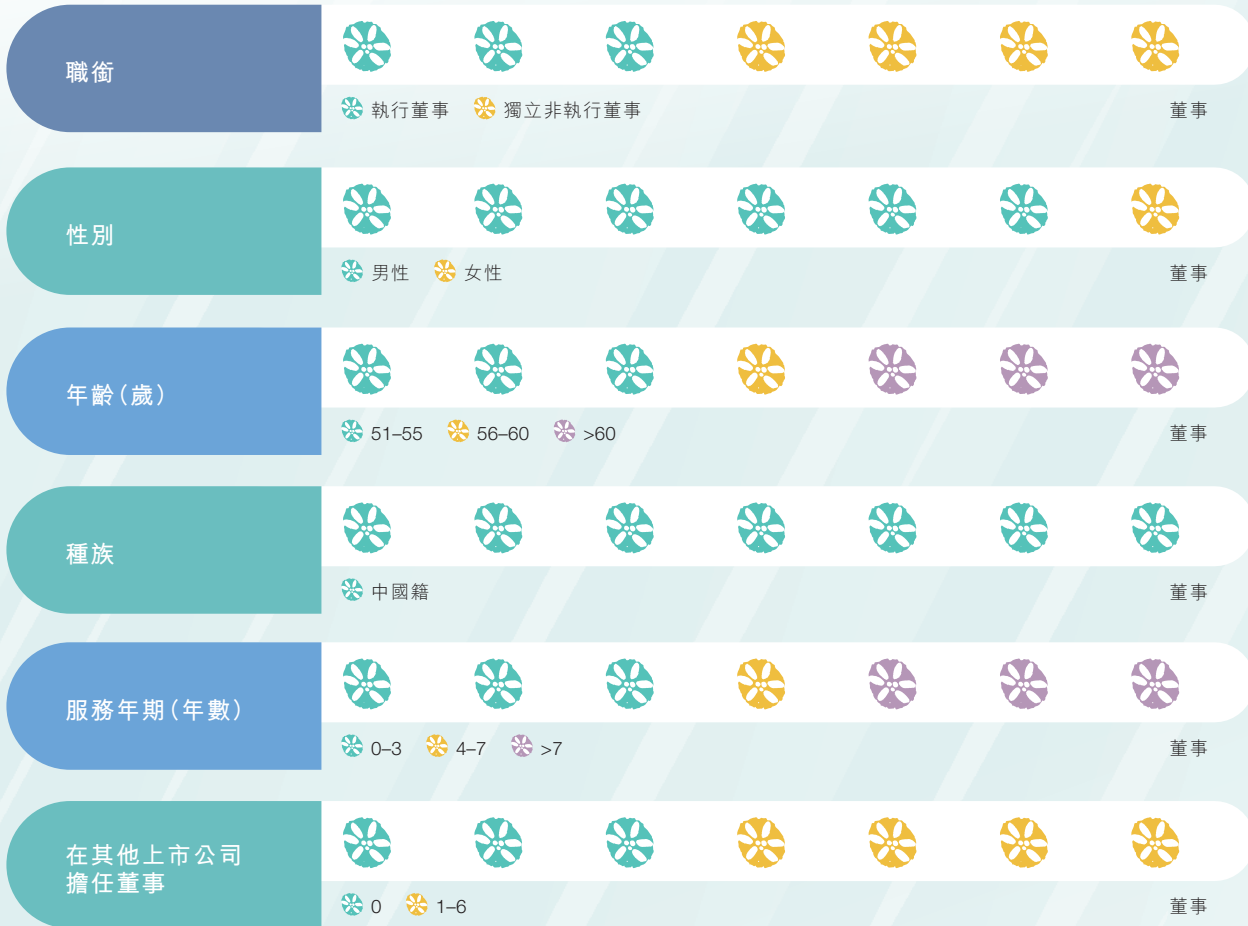 職銜
執行董事 獨立非執行董事 董事
性別
男性 女性 董事
年齡（歲）
51–55 56–60 >60 董事
種族
中國籍 董事
服務年期（年數）
0–3 4–7 >7 董事
在其他上市公司
擔任董事
0 1–6 董事